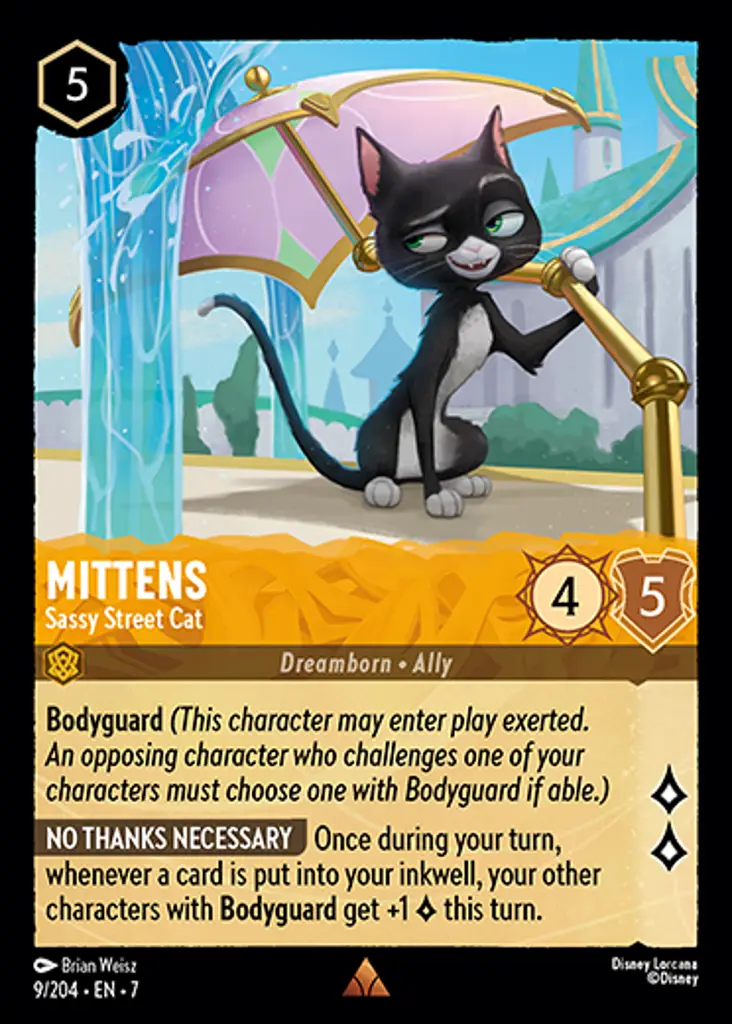 5
MITTENS
Sassy Street Cat
4
5
Dreamborn • Ally
Bodyguard (This character may enter play exerted.
An opposing character who challenges one of your
characters must choose one with Bodyguard if able.)
NO THANKS NECESSARY Once during your turn,
whenever a card is put into your inkwell, your other
characters with Bodyguard get +1 this turn.
Brian Weisz
Disney Lorcana
9/204 • EN • 7
©Disney